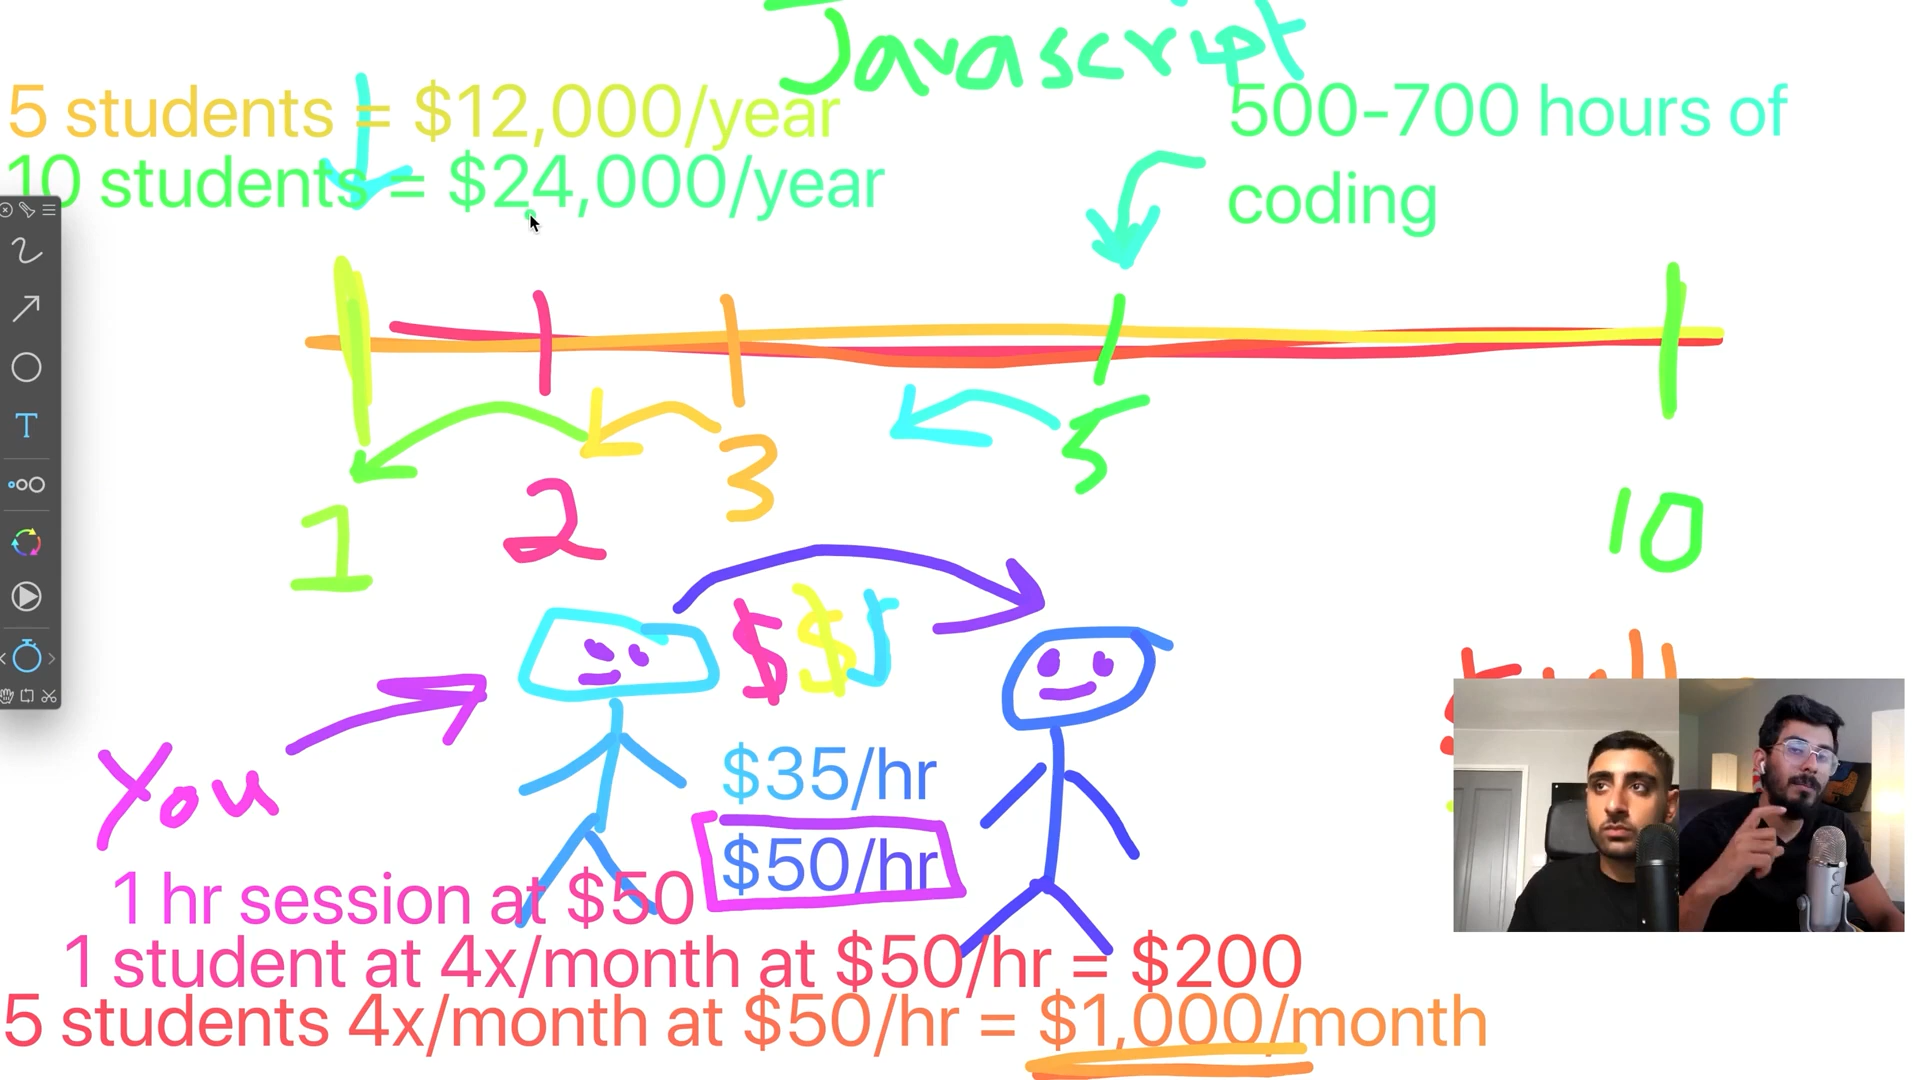 Javascript
5 students = $12,000/year
10 students = $24,000/year
500-700 hours of
coding
1
2
3
5
10
$$$
You
$35/hr
$50/hr
1 hr session at $50
1 student at 4x/month at $50/hr = $200
5 students 4x/month at $50/hr = $1,000/month
T